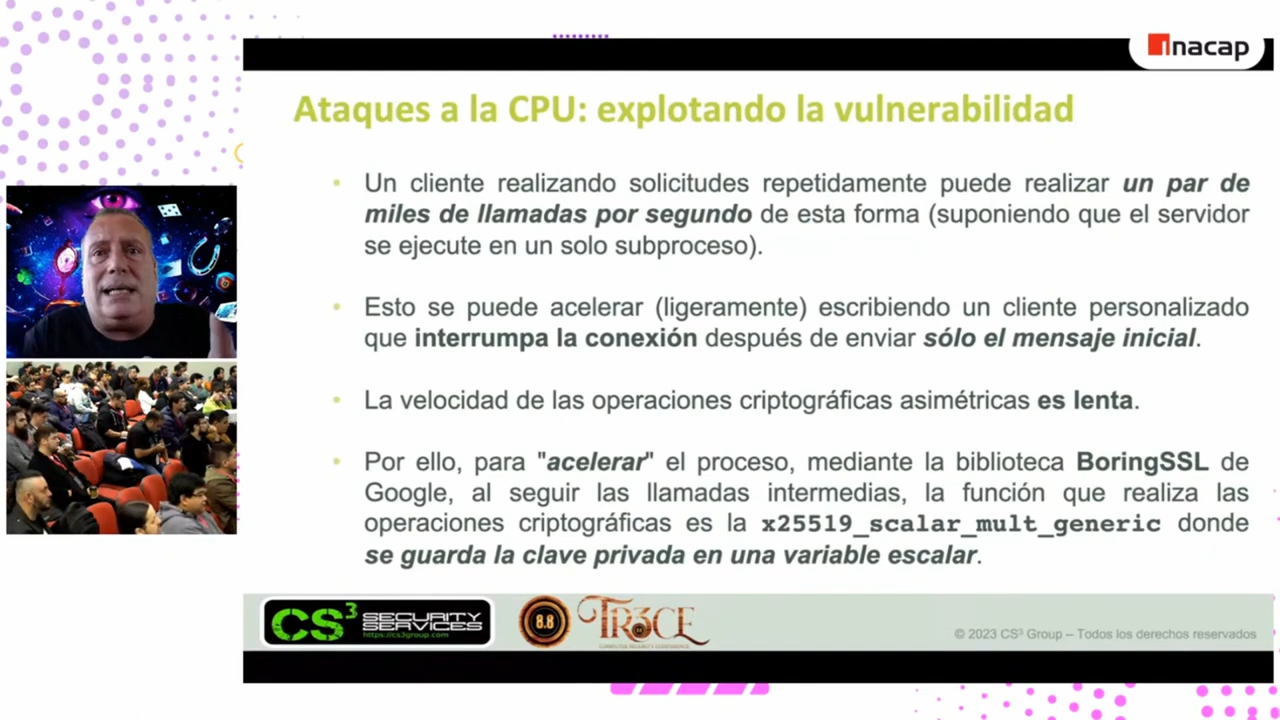 ınacap
Ataques a la CPU: explotando la vulnerabilidad
• Un cliente realizando solicitudes repetidamente puede realizar un par de
miles de llamadas por segundo de esta forma (suponiendo que el servidor
se ejecute en un solo subproceso).
• Esto se puede acelerar (ligeramente) escribiendo un cliente personalizado
que interrumpa la conexión después de enviar sólo el mensaje inicial.
• La velocidad de las operaciones criptográficas asimétricas es lenta.
• Por ello, para "acelerar" el proceso, mediante la biblioteca BoringSSL de
Google, al seguir las llamadas intermedias, la función que realiza las
operaciones criptográficas es la x25519_scalar_mult_generic donde
se guarda la clave privada en una variable escalar.
CS³ SECURITY
SERVICES
https://cs3group.com
8.8
TR3CE
COMPUTER SECURITY CONFERENCE
© 2023 CS³ Group – Todos los derechos reservados